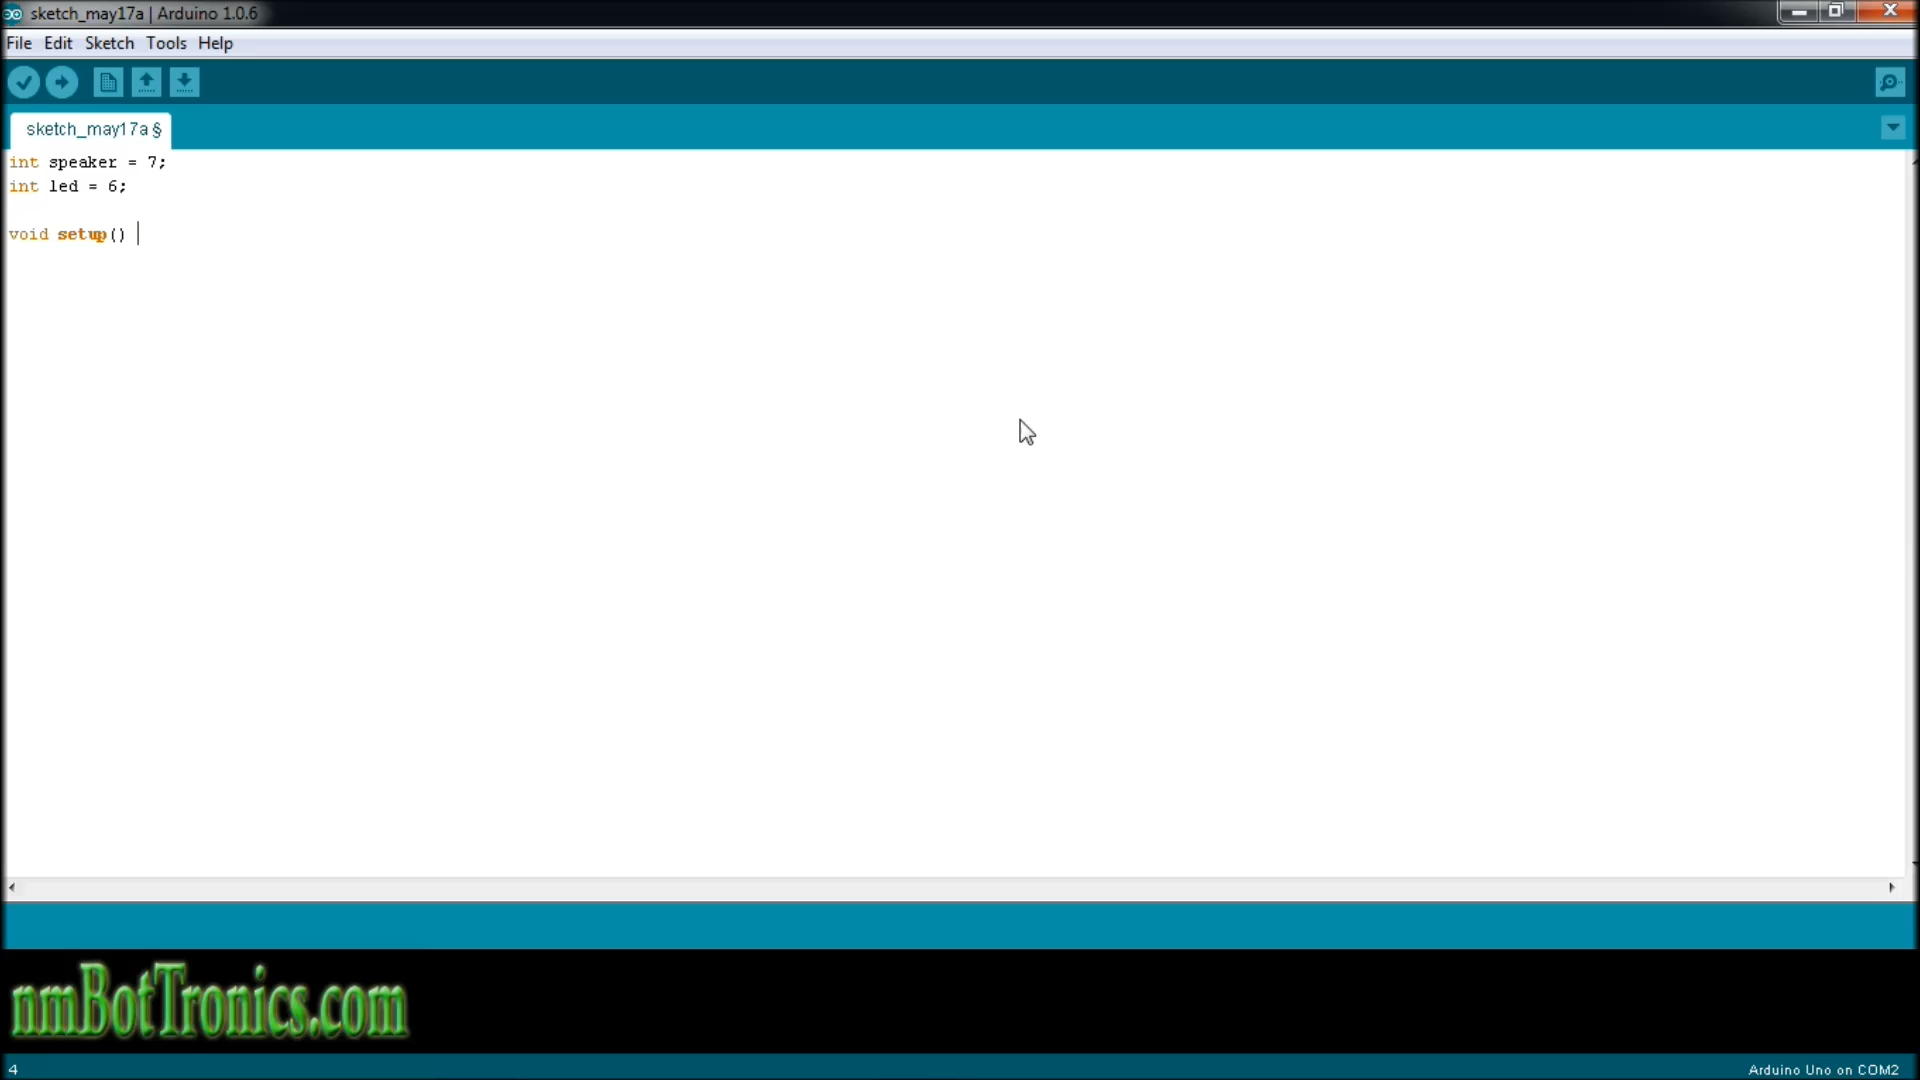 sketch_may17a | Arduino 1.0.6
File Edit Sketch Tools Help
sketch_may17a §
int speaker = 7;
int led = 6;
void setup()
nmBotTronics.com
4
Arduino Uno on COM2